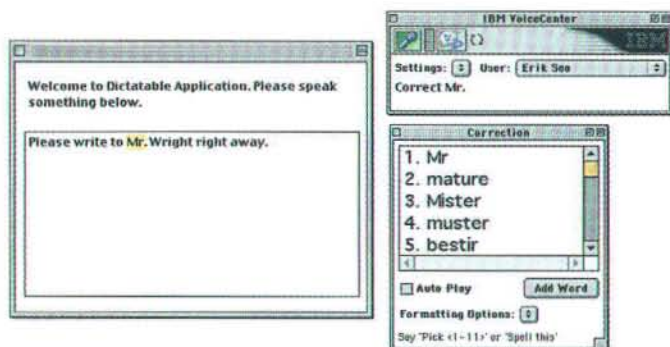 Welcome to Dictatable Application. Please speak
something below.
Please write to Mr. Wright right away.
IBM VoiceCenter
IBM
Settings: User: Erik Seo
Correct Mr.
Correction
1. Mr
2. mature
3. Mister
4. muster
5. bestir
Auto Play Add Word
Formatting Options:
Say 'Pick <1-11>' or 'Spell this'